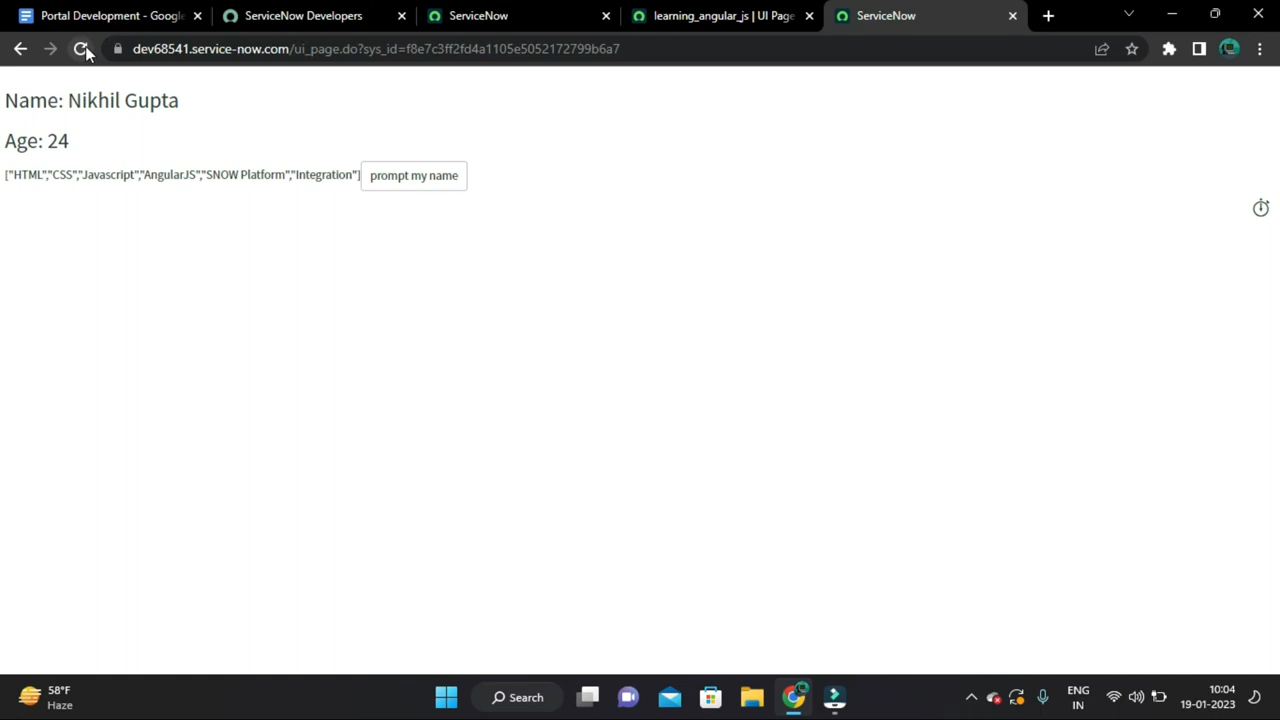 Portal Development - Google
ServiceNow Developers
ServiceNow
learning_angular_js | UI Page
ServiceNow
dev68541.service-now.com/ui_page.do?sys_id=f8e7c3ff2fd4a1105e5052172799b6a7
Name: Nikhil Gupta
Age: 24
["HTML","CSS","Javascript","AngularJS","SNOW Platform","Integration"] prompt my name
58°F
Haze
Search
ENG
IN
10:04
19-01-2023